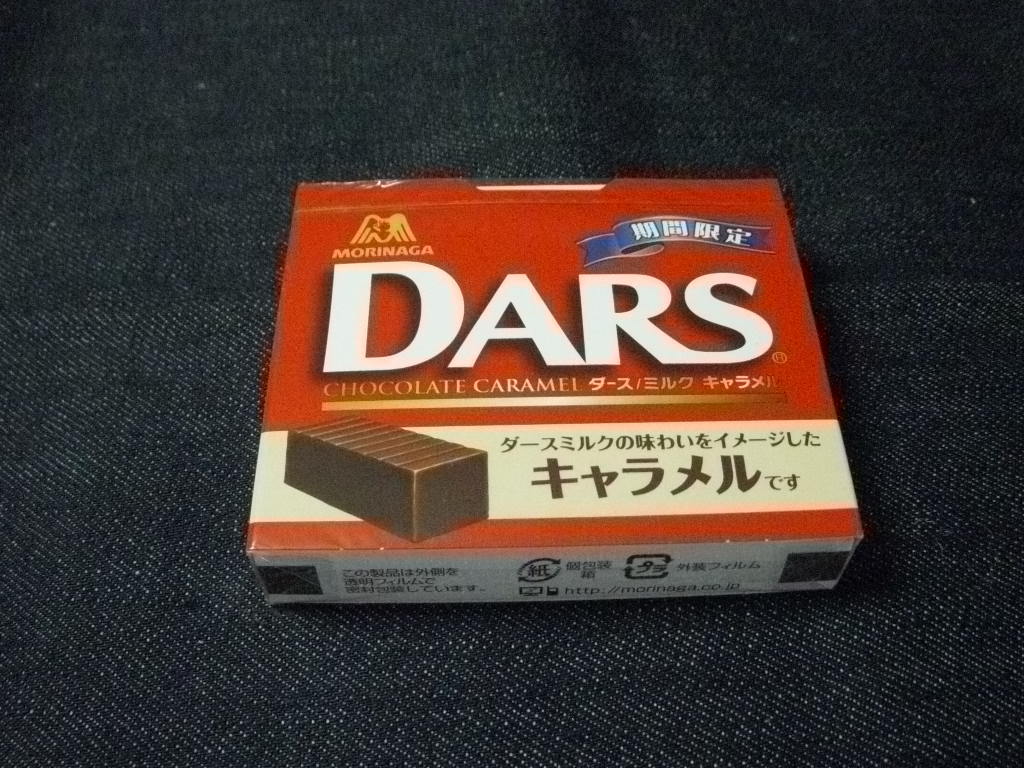 MORINAGA
期間限定
DARS
CHOCOLATE CARAMEL ダース/ミルク キャラメル
ダースミルクの味わいをイメージした
キャラメルです
この製品は外側を
透明フィルムで
密封包装しています。
紙 個包装
箱
プラ 外装フィルム
http://morinaga.co.jp